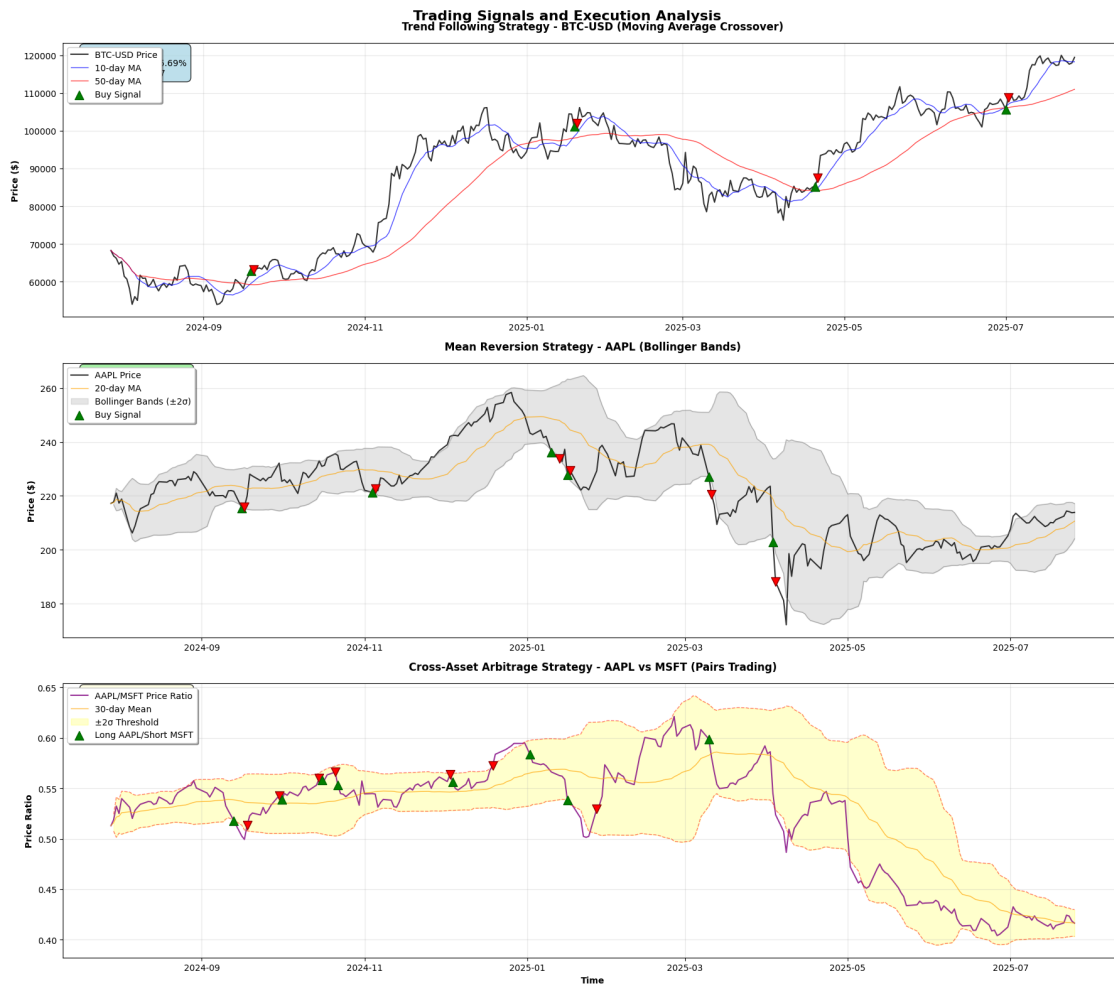 Trading Signals and Execution Analysis
Trend Following Strategy - BTC-USD (Moving Average Crossover)
BTC-USD Price
10-day MA
50-day MA
Buy Signal
.69%
Price ($)
120000
110000
100000
90000
80000
70000
60000
2024-09
2024-11
2025-01
2025-03
2025-05
2025-07
Mean Reversion Strategy - AAPL (Bollinger Bands)
AAPL Price
20-day MA
Bollinger Bands (±2σ)
Buy Signal
Price ($)
260
240
220
200
180
2024-09
2024-11
2025-01
2025-03
2025-05
2025-07
Cross-Asset Arbitrage Strategy - AAPL vs MSFT (Pairs Trading)
AAPL/MSFT Price Ratio
30-day Mean
±2σ Threshold
Long AAPL/Short MSFT
Price Ratio
0.65
0.60
0.55
0.50
0.45
0.40
2024-09
2024-11
2025-01
2025-03
2025-05
2025-07
Time